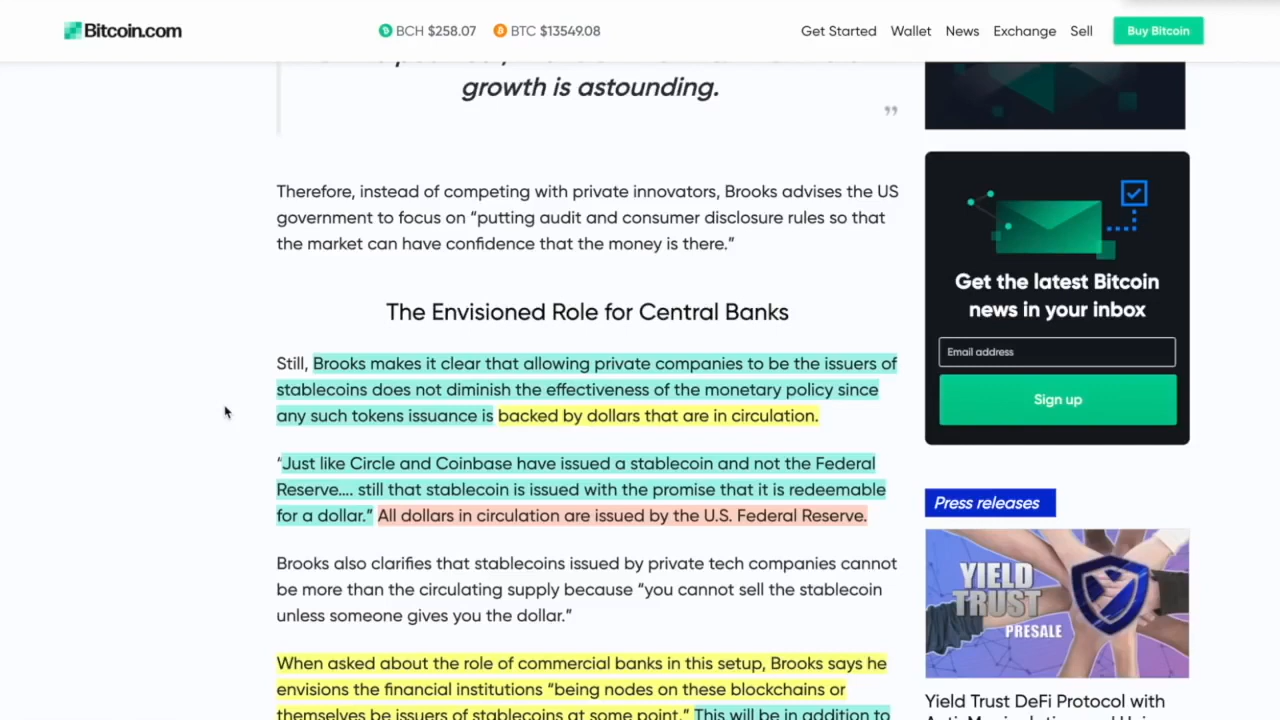 Bitcoin.com
BCH $258.07
BTC $13549.08
Get Started
Wallet
News
Exchange
Sell
Buy Bitcoin
growth is astounding.
”
Therefore, instead of competing with private innovators, Brooks advises the US
government to focus on “putting audit and consumer disclosure rules so that
the market can have confidence that the money is there.”
The Envisioned Role for Central Banks
Still, Brooks makes it clear that allowing private companies to be the issuers of
stablecoins does not diminish the effectiveness of the monetary policy since
any such tokens issuance is backed by dollars that are in circulation.
“Just like Circle and Coinbase have issued a stablecoin and not the Federal
Reserve…. still that stablecoin is issued with the promise that it is redeemable
for a dollar.” All dollars in circulation are issued by the U.S. Federal Reserve.
Brooks also clarifies that stablecoins issued by private tech companies cannot
be more than the circulating supply because “you cannot sell the stablecoin
unless someone gives you the dollar.”
When asked about the role of commercial banks in this setup, Brooks says he
envisions the financial institutions “being nodes on these blockchains or
themselves be issuers of stablecoins at some point.” This will be in addition to
Get the latest Bitcoin
news in your inbox
Email address
Sign up
Press releases
YIELD
TRUST
PRESALE
Yield Trust DeFi Protocol with